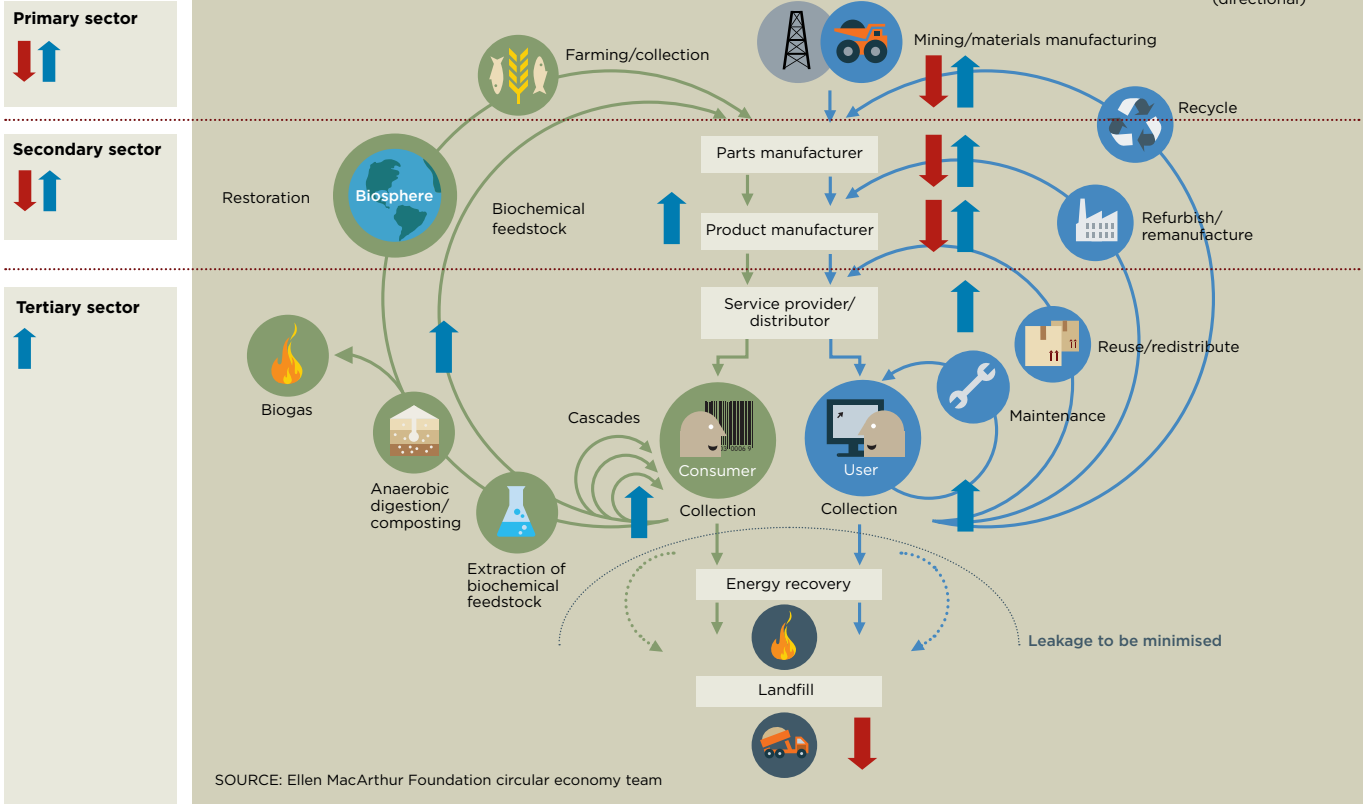 (directional)
Primary sector
Farming/collection
Mining/materials manufacturing
Recycle
Secondary sector
Parts manufacturer
Restoration
Biosphere
Biochemical
feedstock
Product manufacturer
Refurbish/
remanufacture
Tertiary sector
Service provider/
distributor
Reuse/redistribute
Biogas
Cascades
Maintenance
Consumer
User
Anaerobic
digestion/
composting
Collection
Collection
Extraction of
biochemical
feedstock
Energy recovery
Leakage to be minimised
Landfill
SOURCE: Ellen MacArthur Foundation circular economy team